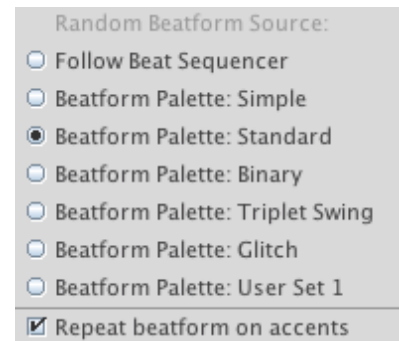 Random Beatform Source:
Follow Beat Sequencer
Beatform Palette: Simple
Beatform Palette: Standard
Beatform Palette: Binary
Beatform Palette: Triplet Swing
Beatform Palette: Glitch
Beatform Palette: User Set 1
Repeat beatform on accents